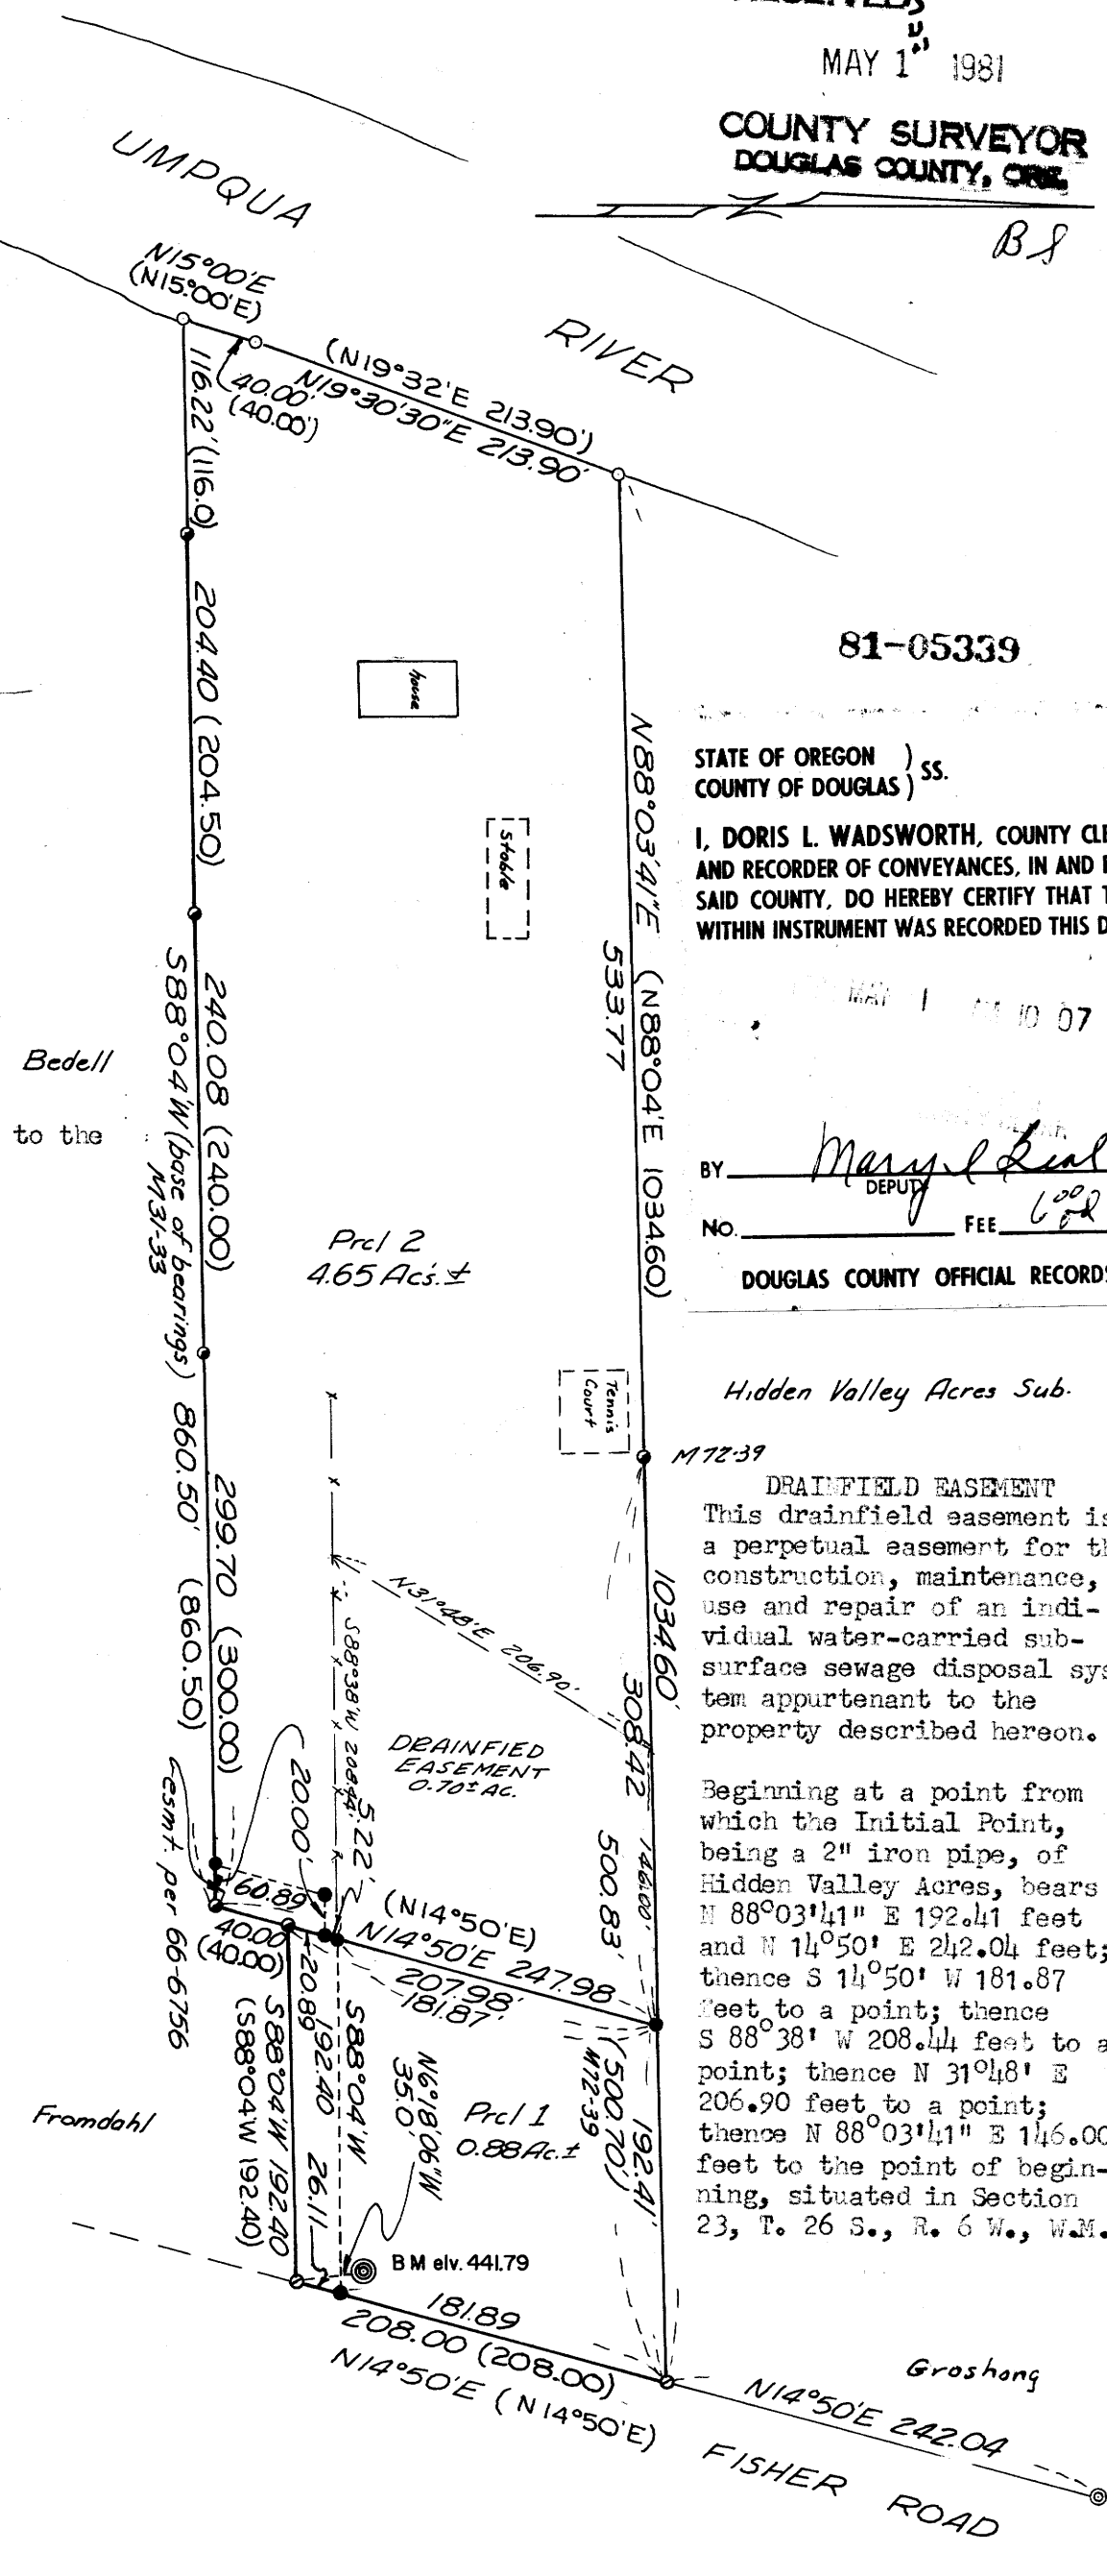 MAY 1 1981
COUNTY SURVEYOR
DOUGLAS COUNTY, ORE.
UMPQUA
RIVER
N15°00'E
(N15°00'E)
40.00'
(40.00')
(N19°32'E 213.90')
N19°30'30"E 213.90'
116.22' (116.0)
204.40 (204.50)
house
stable
81-05339
STATE OF OREGON )
COUNTY OF DOUGLAS ) SS.
I, DORIS L. WADSWORTH, COUNTY CLE
AND RECORDER OF CONVEYANCES, IN AND
SAID COUNTY, DO HEREBY CERTIFY THAT T
WITHIN INSTRUMENT WAS RECORDED THIS D
MAY 1
10 07
BY
DEPUTY
NO. FEE
DOUGLAS COUNTY OFFICIAL RECORDS
N88°03'41"E (N88°04'E 1034.60)
533.77
Bedell
to the
240.08 (240.00)
S88°04'W (base of bearings) 860.50' (860.50)
M31-33
Prcl 2
4.65 Acs. ±
Tennis
Court
Hidden Valley Acres Sub.
M72-39
299.70 (300.00)
1034.60'
308.42
N31°48'E 206.90'
S88°38'W 208.44'
DRAINFIED
EASEMENT
0.70± AC.
DRAINFIELD EASEMENT
This drainfield easement is
a perpetual easement for th
construction, maintenance,
use and repair of an indi-
vidual water-carried sub-
surface sewage disposal sys
tem appurtenant to the
property described hereon.
Beginning at a point from
which the Initial Point,
being a 2" iron pipe, of
Hidden Valley Acres, bears
N 88°03'41" E 192.41 feet
and N 14°50' E 242.04 feet;
thence S 14°50' W 181.87
feet to a point; thence
S 88°38' W 208.44 feet to a
point; thence N 31°48' E
206.90 feet to a point;
thence N 88°03'41" E 146.00
feet to the point of begin-
ning, situated in Section
23, T. 26 S., R. 6 W., W.M.
esmt. per 66-6756
20.00'
5.22'
146.00'
500.83'
(500.70')
M72-39
60.89
40.00
(40.00)
(N14°50'E)
N14°50'E 247.98
207.98'
181.87'
20.89
192.40
S88°04'W
S88°04'W 192.40
(S88°04W 192.40)
26.11
N6°18'06"W
35.0'
Prcl 1
0.88 Ac. ±
192.41'
Fromdahl
BM elv. 441.79
181.89
208.00 (208.00)
N14°50'E (N14°50'E)
Groshong
N14°50'E 242.04
FISHER ROAD